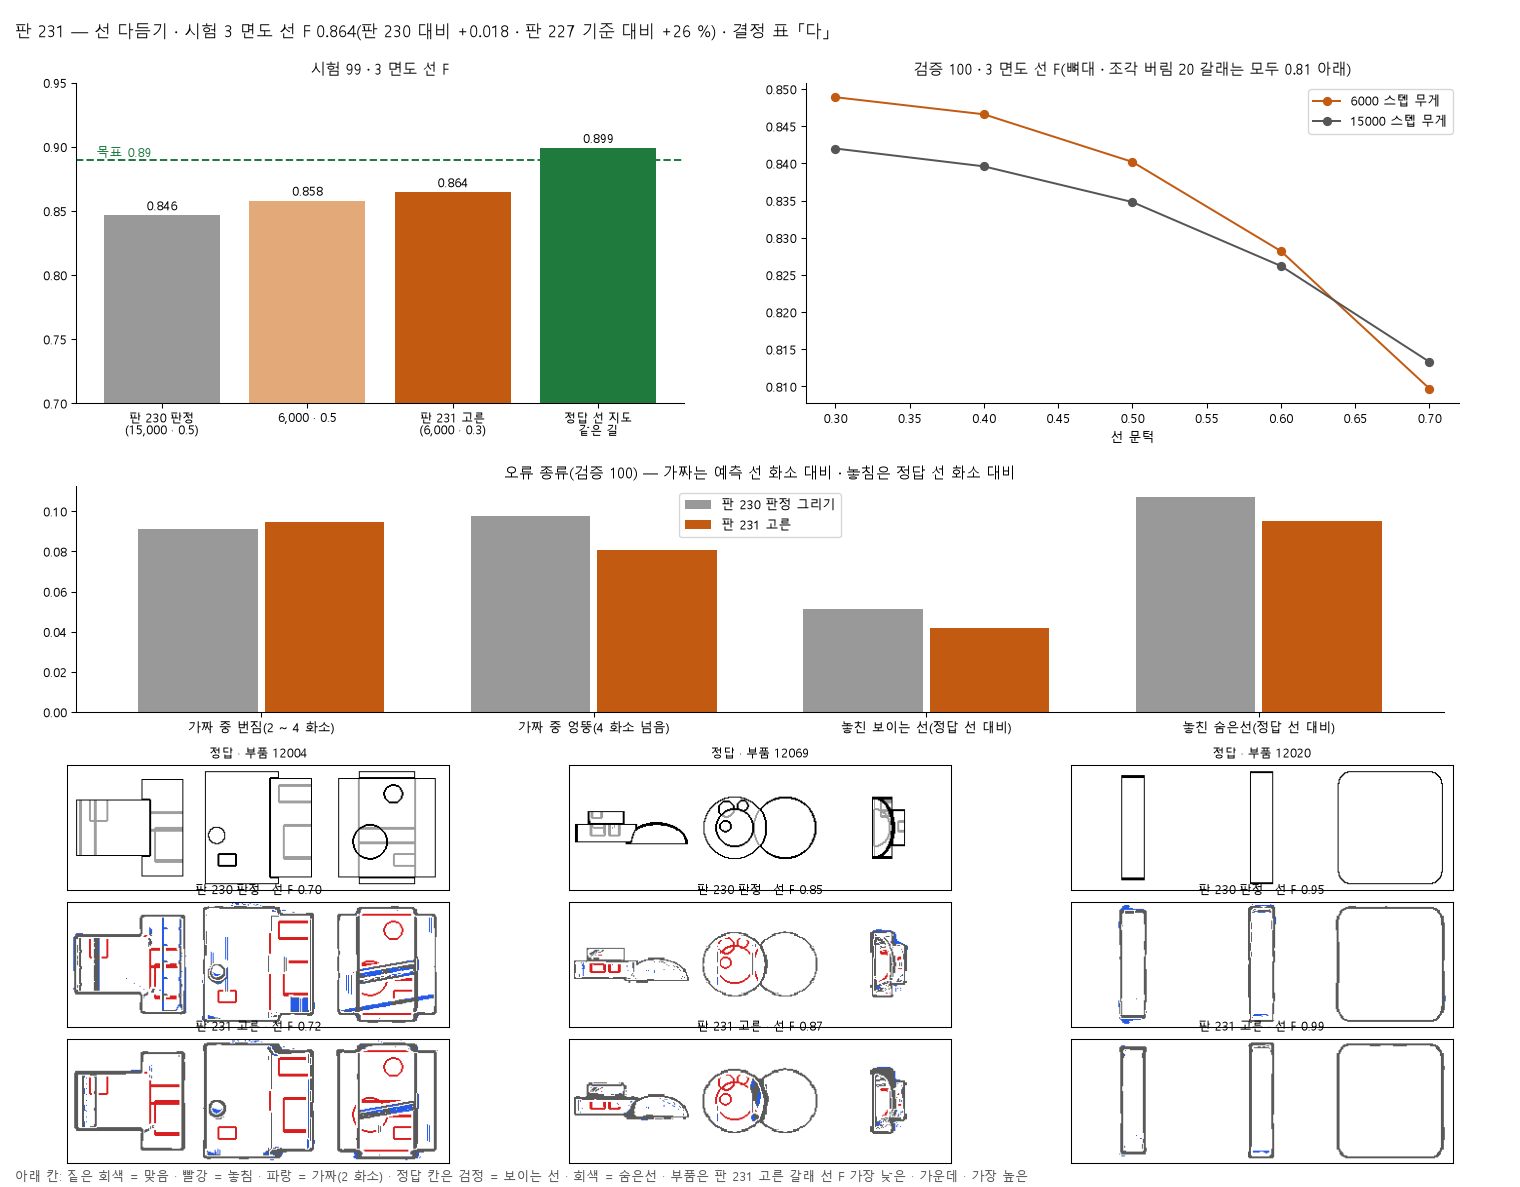 판 231 — 선 다듬기 · 시험 3 면도 선 F 0.864(판 230 대비 +0.018 · 판 227 기준 대비 +26 %) · 결정 표 「다」
시험 99 · 3 면도 선 F
0.95
0.90
0.85
0.80
0.75
0.70
목표 0.89
0.846
0.858
0.864
0.899
판 230 판정
(15,000 · 0.5)
6,000 · 0.5
판 231 고른
(6,000 · 0.3)
정답 선 지도
같은 길
검증 100 · 3 면도 선 F(뼈대 · 조각 버림 20 갈래는 모두 0.81 아래)
0.850
0.845
0.840
0.835
0.830
0.825
0.820
0.815
0.810
6000 스텝 무게
15000 스텝 무게
0.30 0.35 0.40 0.45 0.50 0.55 0.60 0.65 0.70
선 문턱
오류 종류(검증 100) — 가짜는 예측 선 화소 대비 · 놓침은 정답 선 화소 대비
0.10
0.08
0.06
0.04
0.02
0.00
판 230 판정 그리기
판 231 고른
가짜 중 번짐(2 ~ 4 화소)
가짜 중 엉뚱(4 화소 넘음)
놓친 보이는 선(정답 선 대비)
놓친 숨은선(정답 선 대비)
정답 · 부품 12004
정답 · 부품 12069
정답 · 부품 12020
판 230 판정 · 선 F 0.70
판 230 판정 · 선 F 0.85
판 230 판정 · 선 F 0.95
판 231 고른 · 선 F 0.72
판 231 고른 · 선 F 0.87
판 231 고른 · 선 F 0.99
아래 칸: 짙은 회색 = 맞음 · 빨강 = 놓침 · 파랑 = 가짜(2 화소) · 정답 칸은 검정 = 보이는 선 · 회색 = 숨은선 · 부품은 판 231 고른 갈래 선 F 가장 낮은 · 가운데 · 가장 높은